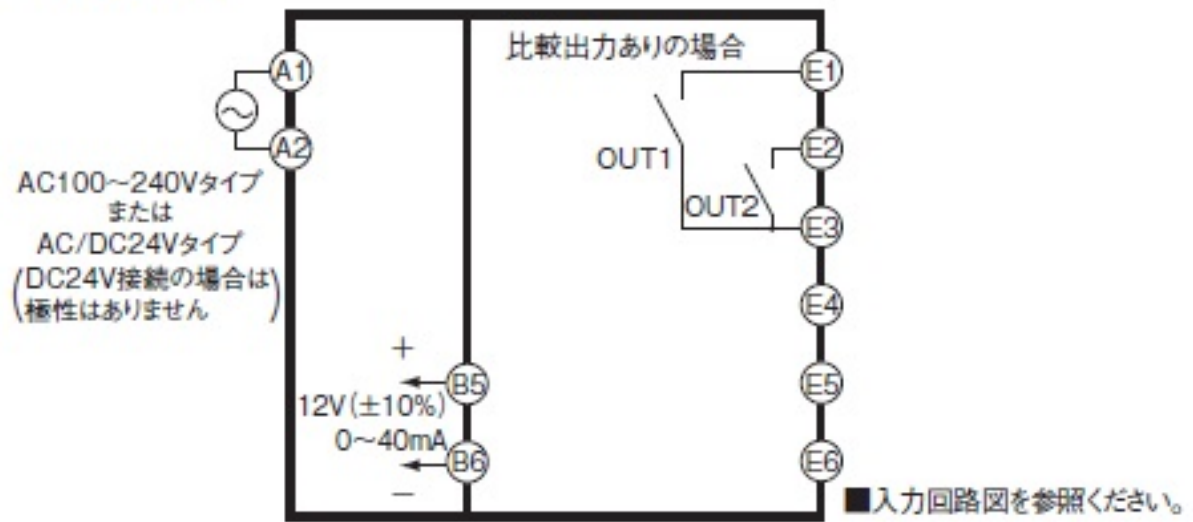 比較出力ありの場合
A1
A2
AC100～240Vタイプ
または
AC/DC24Vタイプ
(DC24V接続の場合は
極性はありません)
OUT1
OUT2
E1
E2
E3
E4
E5
E6
+
B5
12V(±10%)
0～40mA
B6
−
■入力回路図を参照ください。